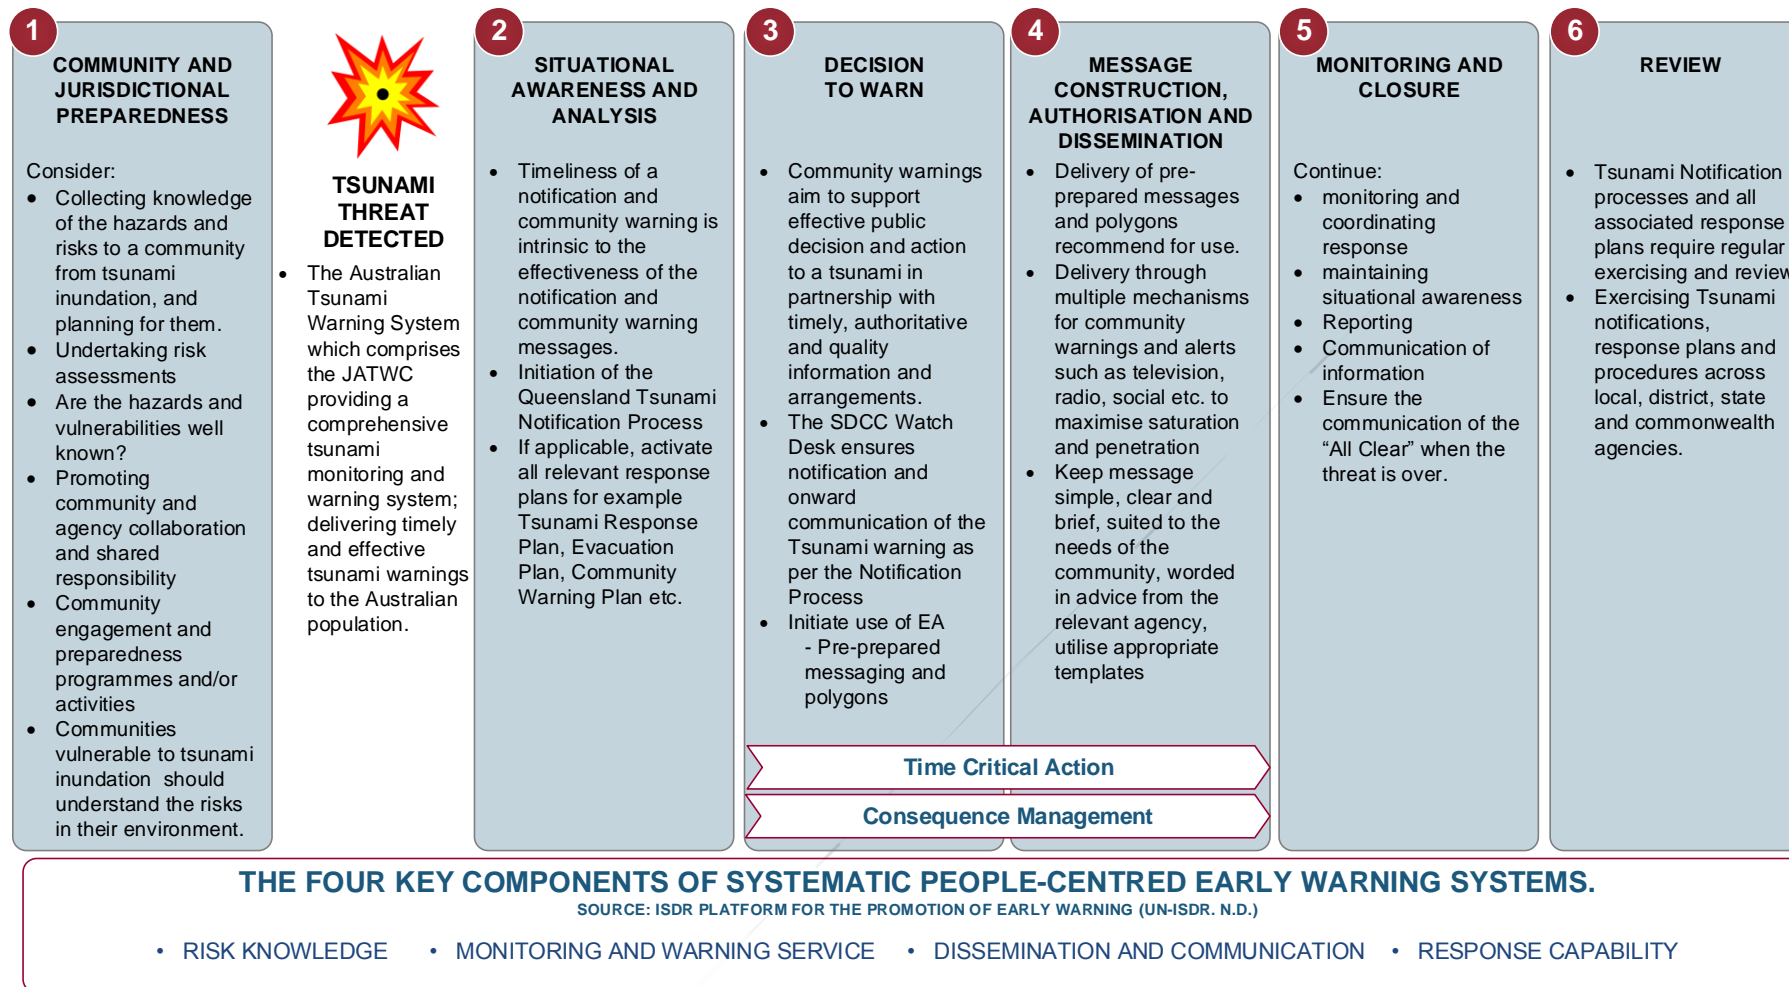 1
COMMUNITY AND
JURISDICTIONAL
PREPAREDNESS
Consider:
• Collecting knowledge
of the hazards and
risks to a community
from tsunami
inundation, and
planning for them.
• Undertaking risk
assessments
• Are the hazards and
vulnerabilities well
known?
• Promoting
community and
agency collaboration
and shared
responsibility
• Community
engagement and
preparedness
programmes and/or
activities
• Communities
vulnerable to tsunami
inundation should
understand the risks
in their environment.
TSUNAMI
THREAT
DETECTED
• The Australian
Tsunami
Warning System
which comprises
the JATWC
providing a
comprehensive
tsunami
monitoring and
warning system;
delivering timely
and effective
tsunami warnings
to the Australian
population.
2
SITUATIONAL
AWARENESS AND
ANALYSIS
• Timeliness of a
notification and
community warning is
intrinsic to the
effectiveness of the
notification and
community warning
messages.
• Initiation of the
Queensland Tsunami
Notification Process
• If applicable, activate
all relevant response
plans for example
Tsunami Response
Plan, Evacuation
Plan, Community
Warning Plan etc.
3
DECISION
TO WARN
• Community warnings
aim to support
effective public
decision and action
to a tsunami in
partnership with
timely, authoritative
and quality
information and
arrangements.
• The SDCC Watch
Desk ensures
notification and
onward
communication of the
Tsunami warning as
per the Notification
Process
• Initiate use of EA
- Pre-prepared
messaging and
polygons
4
MESSAGE
CONSTRUCTION,
AUTHORISATION AND
DISSEMINATION
• Delivery of pre-
prepared messages
and polygons
recommend for use.
• Delivery through
multiple mechanisms
for community
warnings and alerts
such as television,
radio, social etc. to
maximise saturation
and penetration
• Keep message
simple, clear and
brief, suited to the
needs of the
community, worded
in advice from the
relevant agency,
utilise appropriate
templates
Time Critical Action
Consequence Management
5
MONITORING AND
CLOSURE
Continue:
• monitoring and
coordinating
response
• maintaining
situational awareness
• Reporting
• Communication of
information
• Ensure the
communication of the
“All Clear” when the
threat is over.
6
REVIEW
• Tsunami Notification
processes and all
associated response
plans require regular
exercising and review
• Exercising Tsunami
notifications,
response plans and
procedures across
local, district, state
and commonwealth
agencies.
THE FOUR KEY COMPONENTS OF SYSTEMATIC PEOPLE-CENTRED EARLY WARNING SYSTEMS.
SOURCE: ISDR PLATFORM FOR THE PROMOTION OF EARLY WARNING (UN-ISDR. N.D.)
• RISK KNOWLEDGE • MONITORING AND WARNING SERVICE • DISSEMINATION AND COMMUNICATION • RESPONSE CAPABILITY